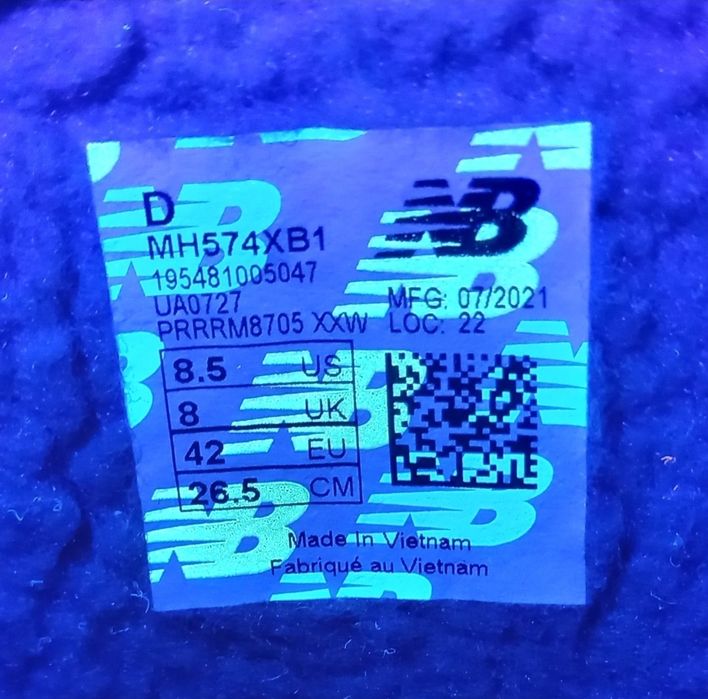 D
NB
MH574XB1
195481005047
UA0727
MFG: 07/2021
PRRRM8705 XXW
LOC: 22
8.5 US
8 UK
42 EU
26.5 CM
Made In Vietnam
Fabriqué au Vietnam